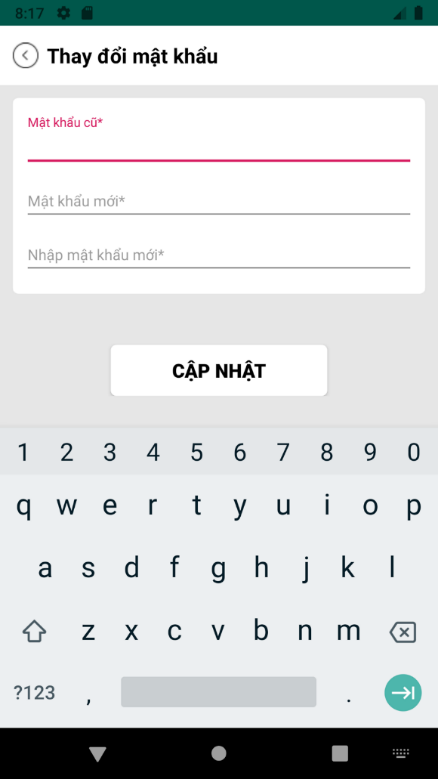 8:17
Thay đổi mật khẩu
Mật khẩu cũ*
Mật khẩu mới*
Nhập mật khẩu mới*
CẬP NHẬT
1 2 3 4 5 6 7 8 9 0
q w e r t y u i o p
a s d f g h j k l
z x c v b n m
?123 , .